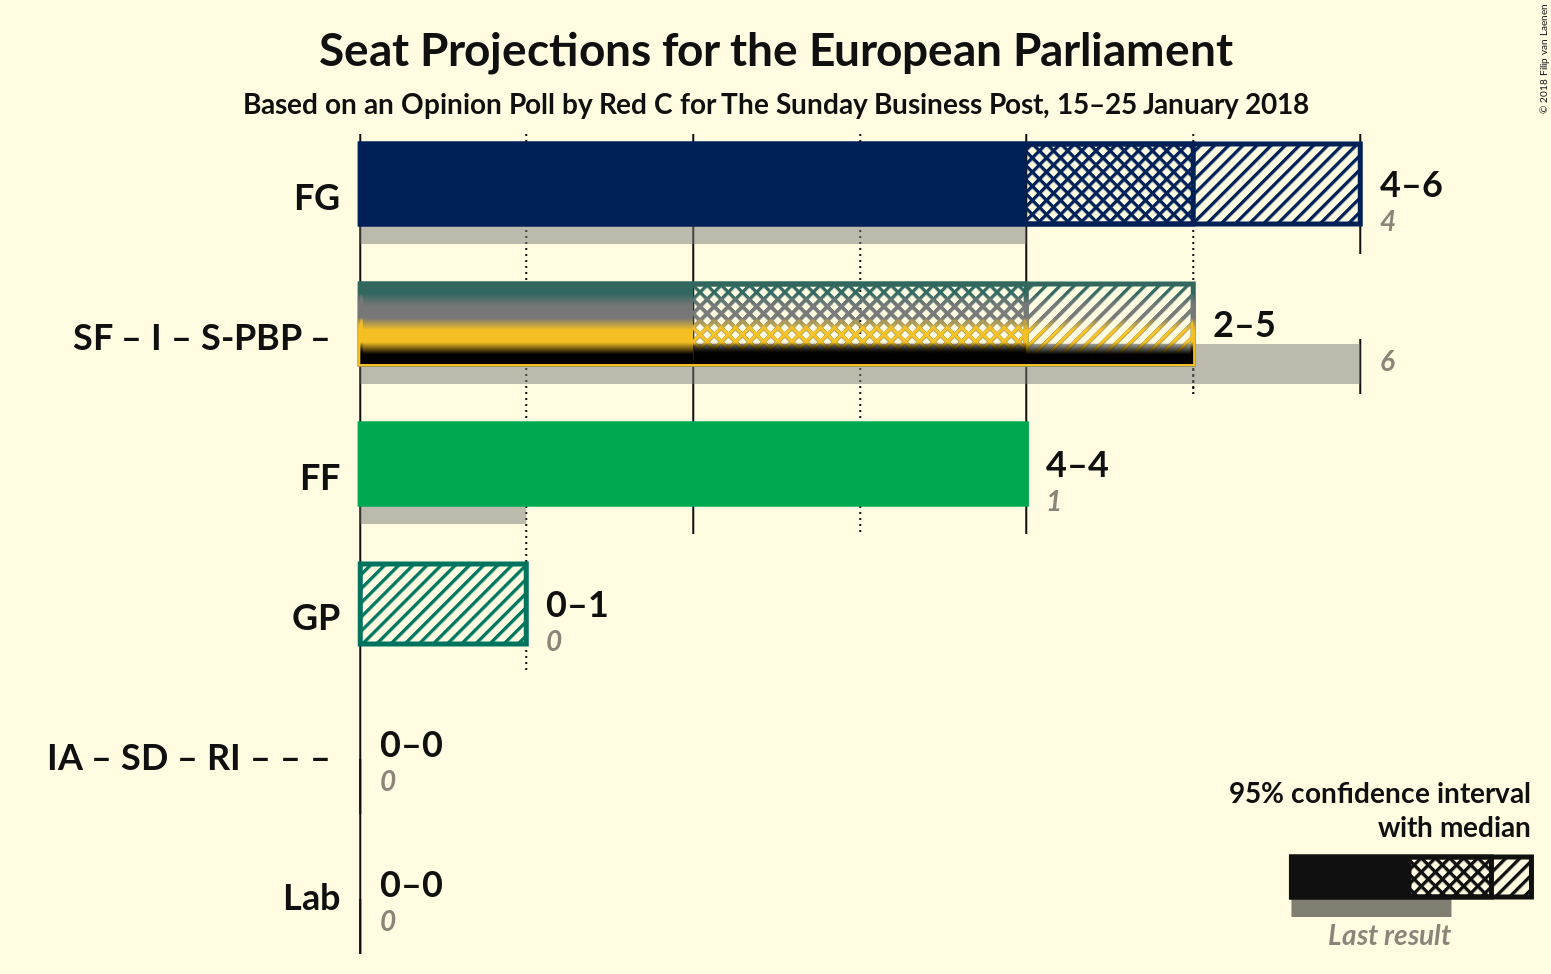 Seat Projections for the European Parliament
Based on an Opinion Poll by Red C for The Sunday Business Post, 15–25 January 2018
© 2018 Filip van Laenen
FG
4–6
4
SF – I – S-PBP –
2–5
6
FF
4–4
1
GP
0–1
0
IA – SD – RI – – –
0–0
0
Lab
0–0
0
95% confidence interval
with median
Last result